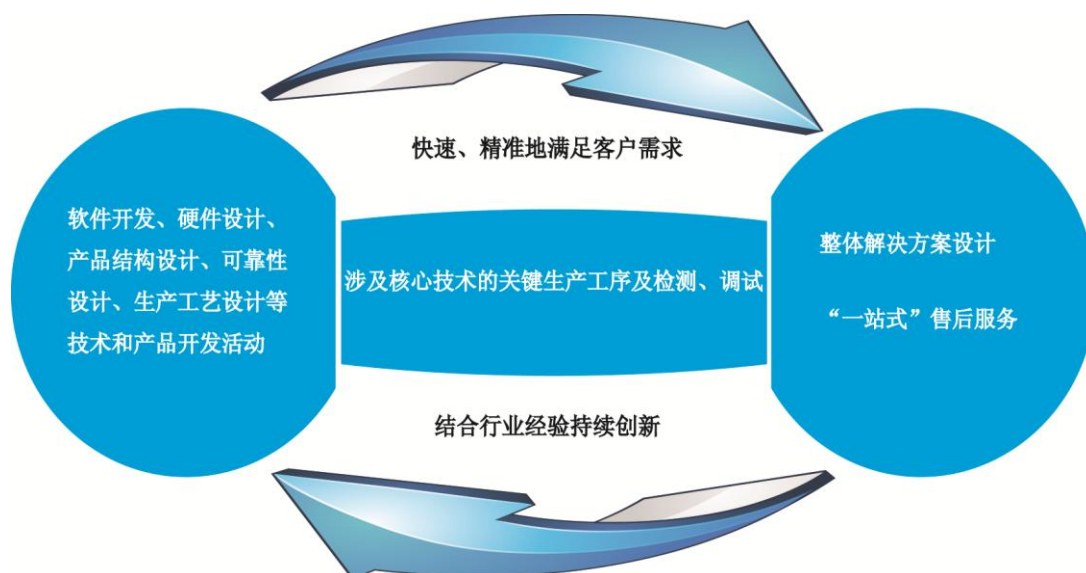 快速、精准地满足客户需求
软件开发、硬件设计、
产品结构设计、可靠性
设计、生产工艺设计等
技术和产品开发活动
涉及核心技术的关键生产工序及检测、调试
整体解决方案设计
“一站式”售后服务
结合行业经验持续创新